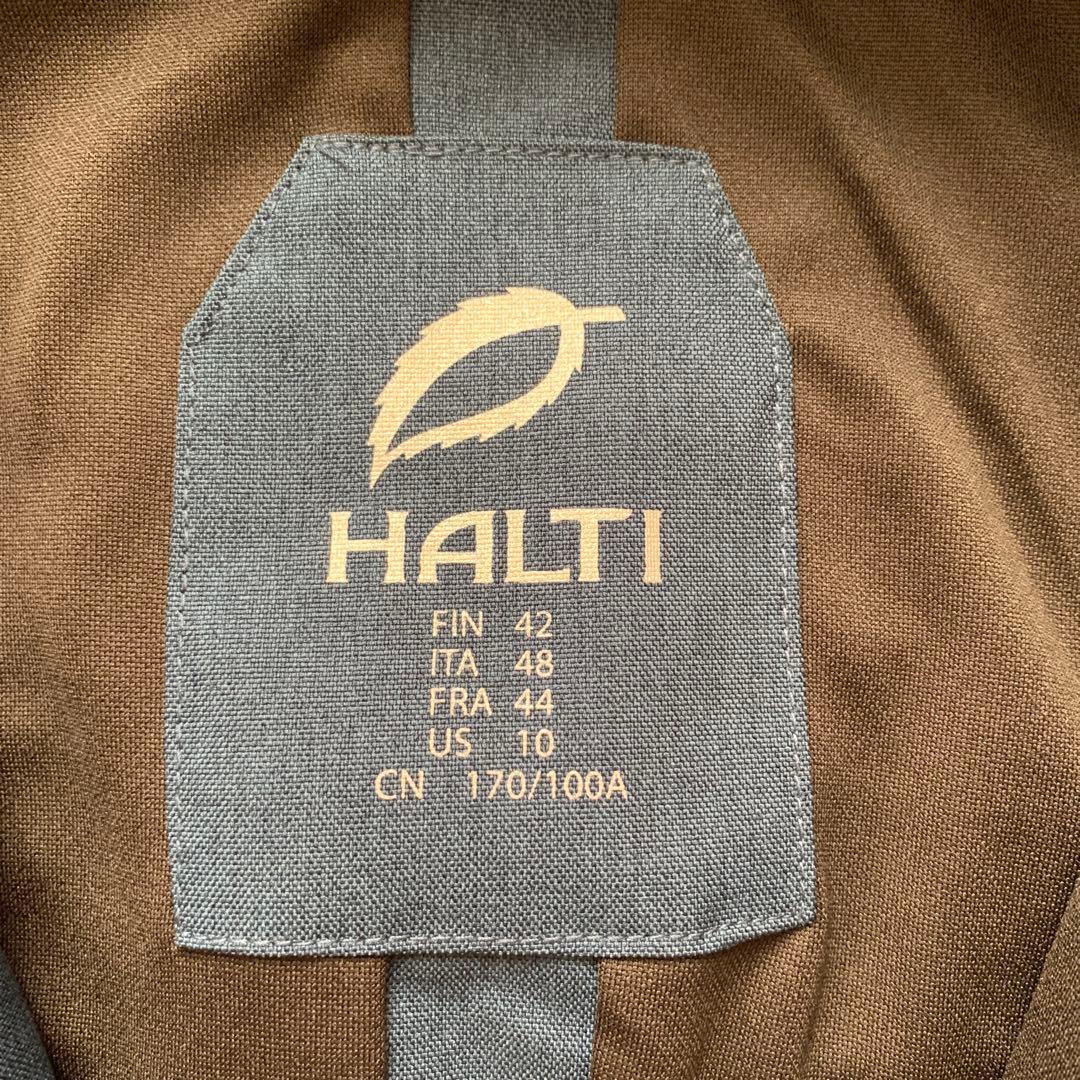 HALTI
FIN 42
ITA 48
FRA 44
US 10
CN 170/100A